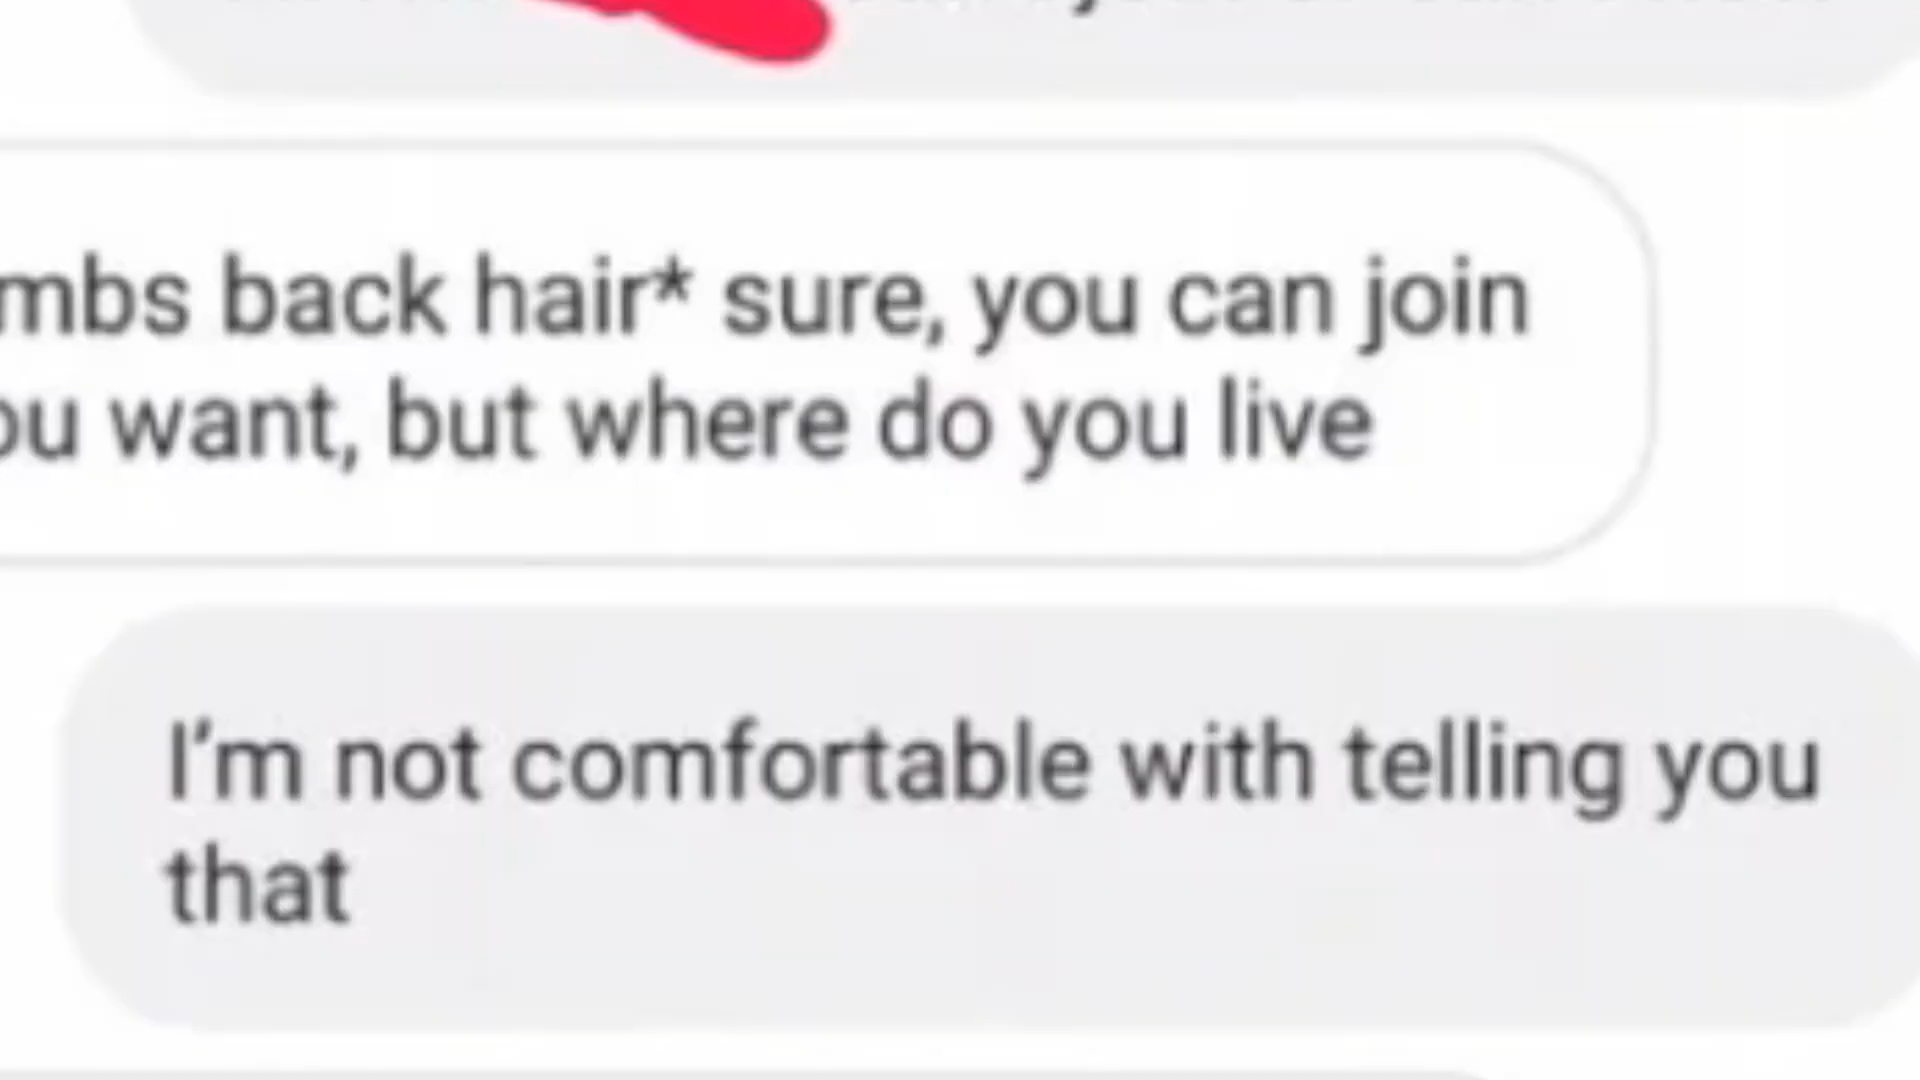 mbs back hair* sure, you can join
ou want, but where do you live
I'm not comfortable with telling you
that